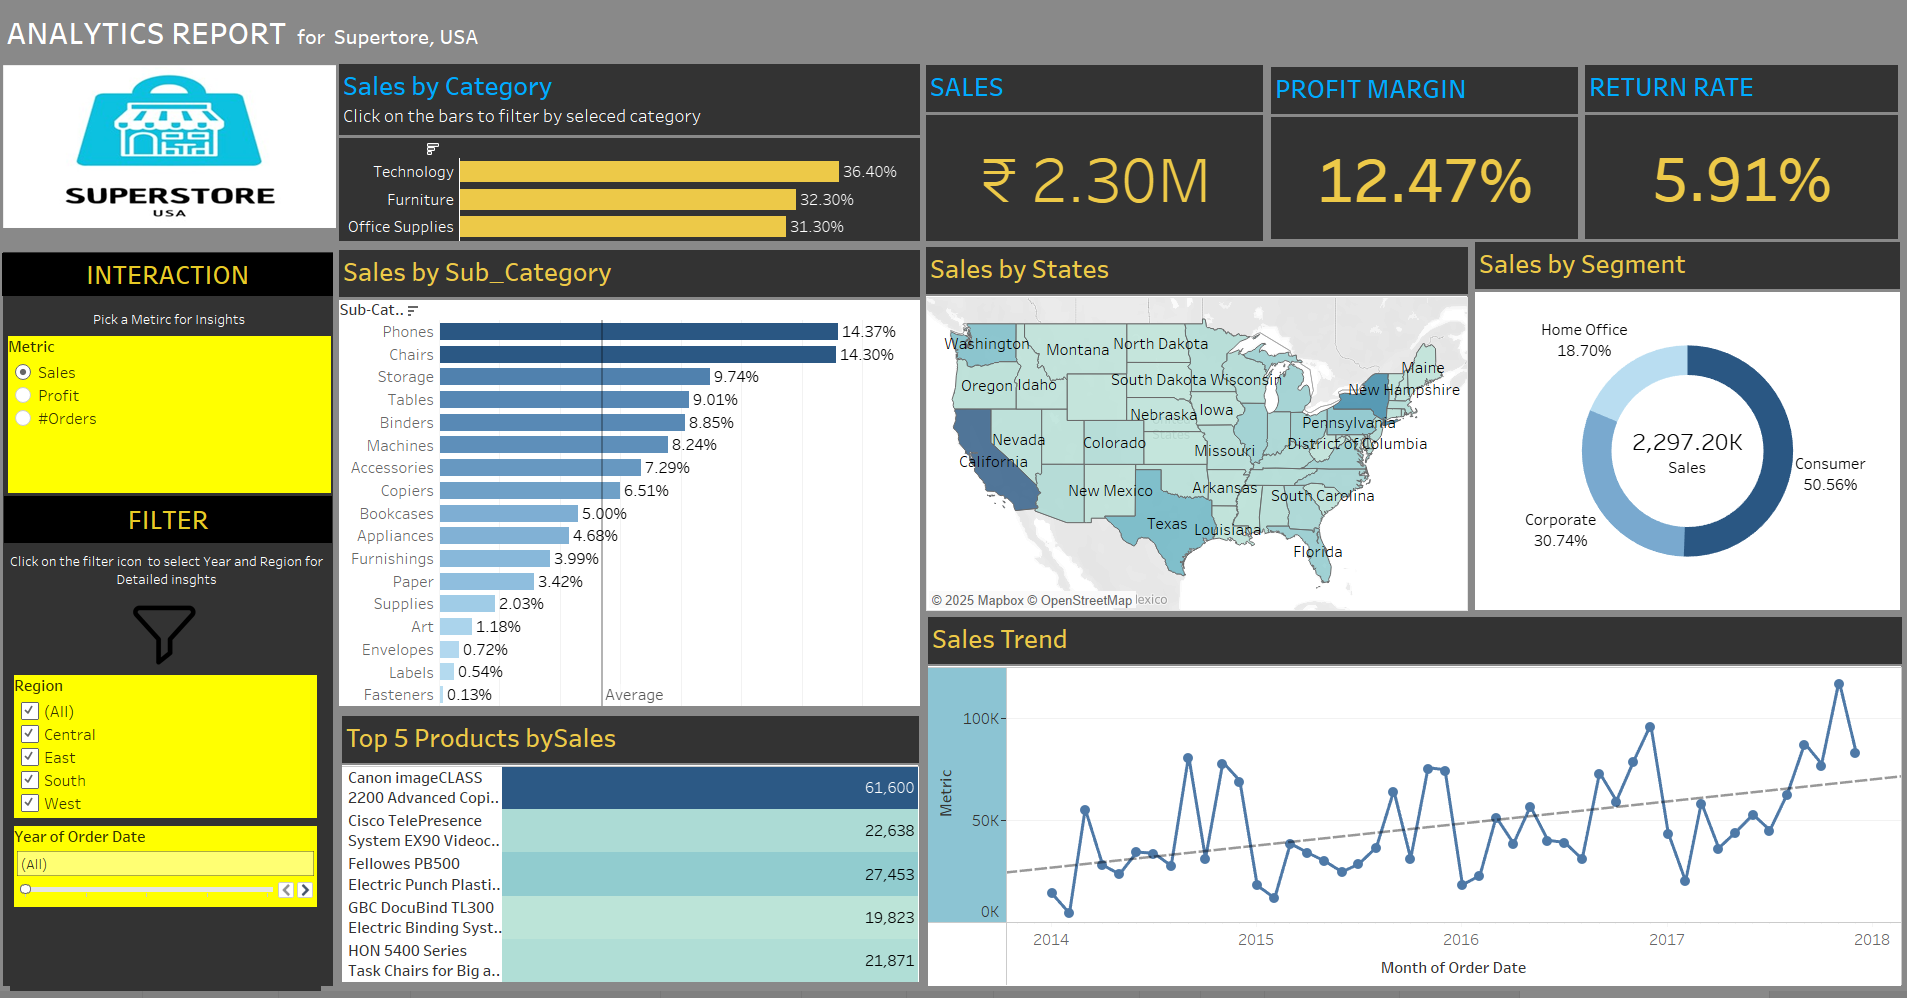 ANALYTICS REPORT for Supertore, USA
SUPERSTORE
USA
Sales by Category
Click on the bars to filter by seleced category
Technology 36.40%
Furniture 32.30%
Office Supplies 31.30%
SALES
₹ 2.30M
PROFIT MARGIN
12.47%
RETURN RATE
5.91%
INTERACTION
Pick a Metirc for Insights
Metric
Sales
Profit
#Orders
FILTER
Click on the filter icon to select Year and Region for
Detailed insghts
Region
(All)
Central
East
South
West
Year of Order Date
(All)
Sales by Sub_Category
Sub-Cat..
Phones 14.37%
Chairs 14.30%
Storage 9.74%
Tables 9.01%
Binders 8.85%
Machines 8.24%
Accessories 7.29%
Copiers 6.51%
Bookcases 5.00%
Appliances 4.68%
Furnishings 3.99%
Paper 3.42%
Supplies 2.03%
Art 1.18%
Envelopes 0.72%
Labels 0.54%
Fasteners 0.13%
Average
Top 5 Products bySales
Canon imageCLASS
2200 Advanced Copi.. 61,600
Cisco TelePresence
System EX90 Videoc.. 22,638
Fellowes PB500
Electric Punch Plasti.. 27,453
GBC DocuBind TL300
Electric Binding Syst.. 19,823
HON 5400 Series
Task Chairs for Big a.. 21,871
Sales by States
Washington
Montana
North Dakota
Maine
Oregon
Idaho
South Dakota
Wisconsin
New Hampshire
Nebraska
Iowa
Pennsylvania
Nevada
Colorado
States
District of Columbia
California
Missouri
New Mexico
Arkansas
South Carolina
Texas
Louisiana
Florida
© 2025 Mapbox © OpenStreetMap
lexico
Sales by Segment
Home Office
18.70%
2,297.20K
Sales
Consumer
50.56%
Corporate
30.74%
Sales Trend
Metric
100K
50K
0K
2014 2015 2016 2017 2018
Month of Order Date